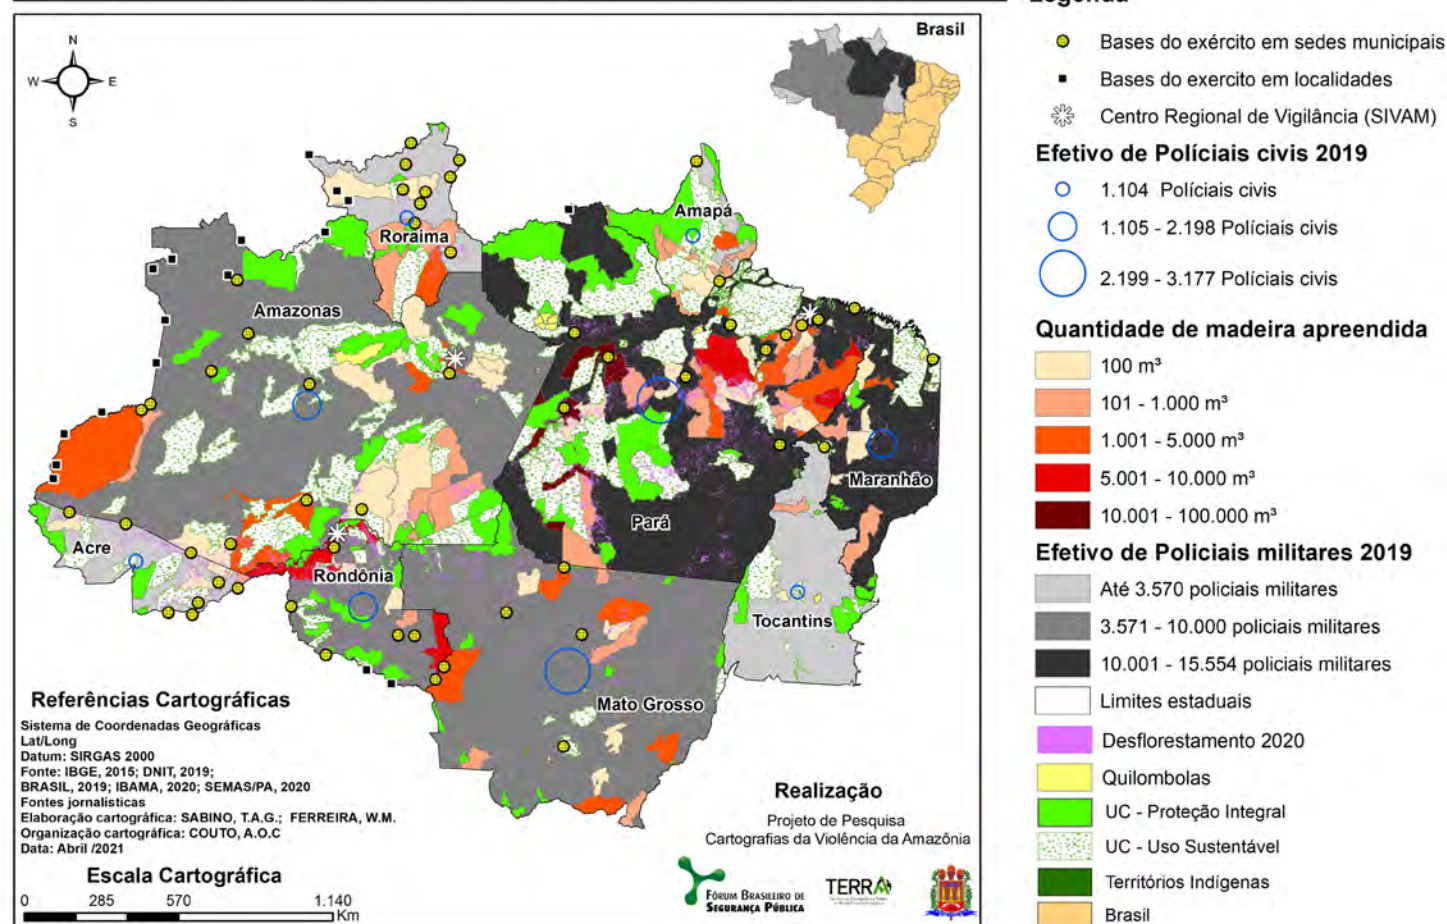 Legenda
Brasil
N
W
E
S
Roraima
Amapá
Amazonas
Maranhão
Pará
Acre
Rondônia
Tocantins
Mato Grosso
Referências Cartográficas
Sistema de Coordenadas Geográficas
Lat/Long
Datum: SIRGAS 2000
Fonte: IBGE, 2015; DNIT, 2019;
BRASIL, 2019; IBAMA, 2020; SEMAS/PA, 2020
Fontes jornalísticas
Elaboração cartográfica: SABINO, T.A.G.; FERREIRA, W.M.
Organização cartográfica: COUTO, A.O.C
Data: Abril /2021
Escala Cartográfica
0 285 570 1.140
Km
Realização
Projeto de Pesquisa
Cartografias da Violência da Amazônia
FÓRUM BRASILEIRO DE
SEGURANÇA PÚBLICA
TERRA
Bases do exército em sedes municipais
Bases do exercito em localidades
Centro Regional de Vigilância (SIVAM)
Efetivo de Políciais civis 2019
1.104 Políciais civis
1.105 - 2.198 Políciais civis
2.199 - 3.177 Políciais civis
Quantidade de madeira apreendida
100 m³
101 - 1.000 m³
1.001 - 5.000 m³
5.001 - 10.000 m³
10.001 - 100.000 m³
Efetivo de Policiais militares 2019
Até 3.570 policiais militares
3.571 - 10.000 policiais militares
10.001 - 15.554 policiais militares
Limites estaduais
Desflorestamento 2020
Quilombolas
UC - Proteção Integral
UC - Uso Sustentável
Territórios Indígenas
Brasil